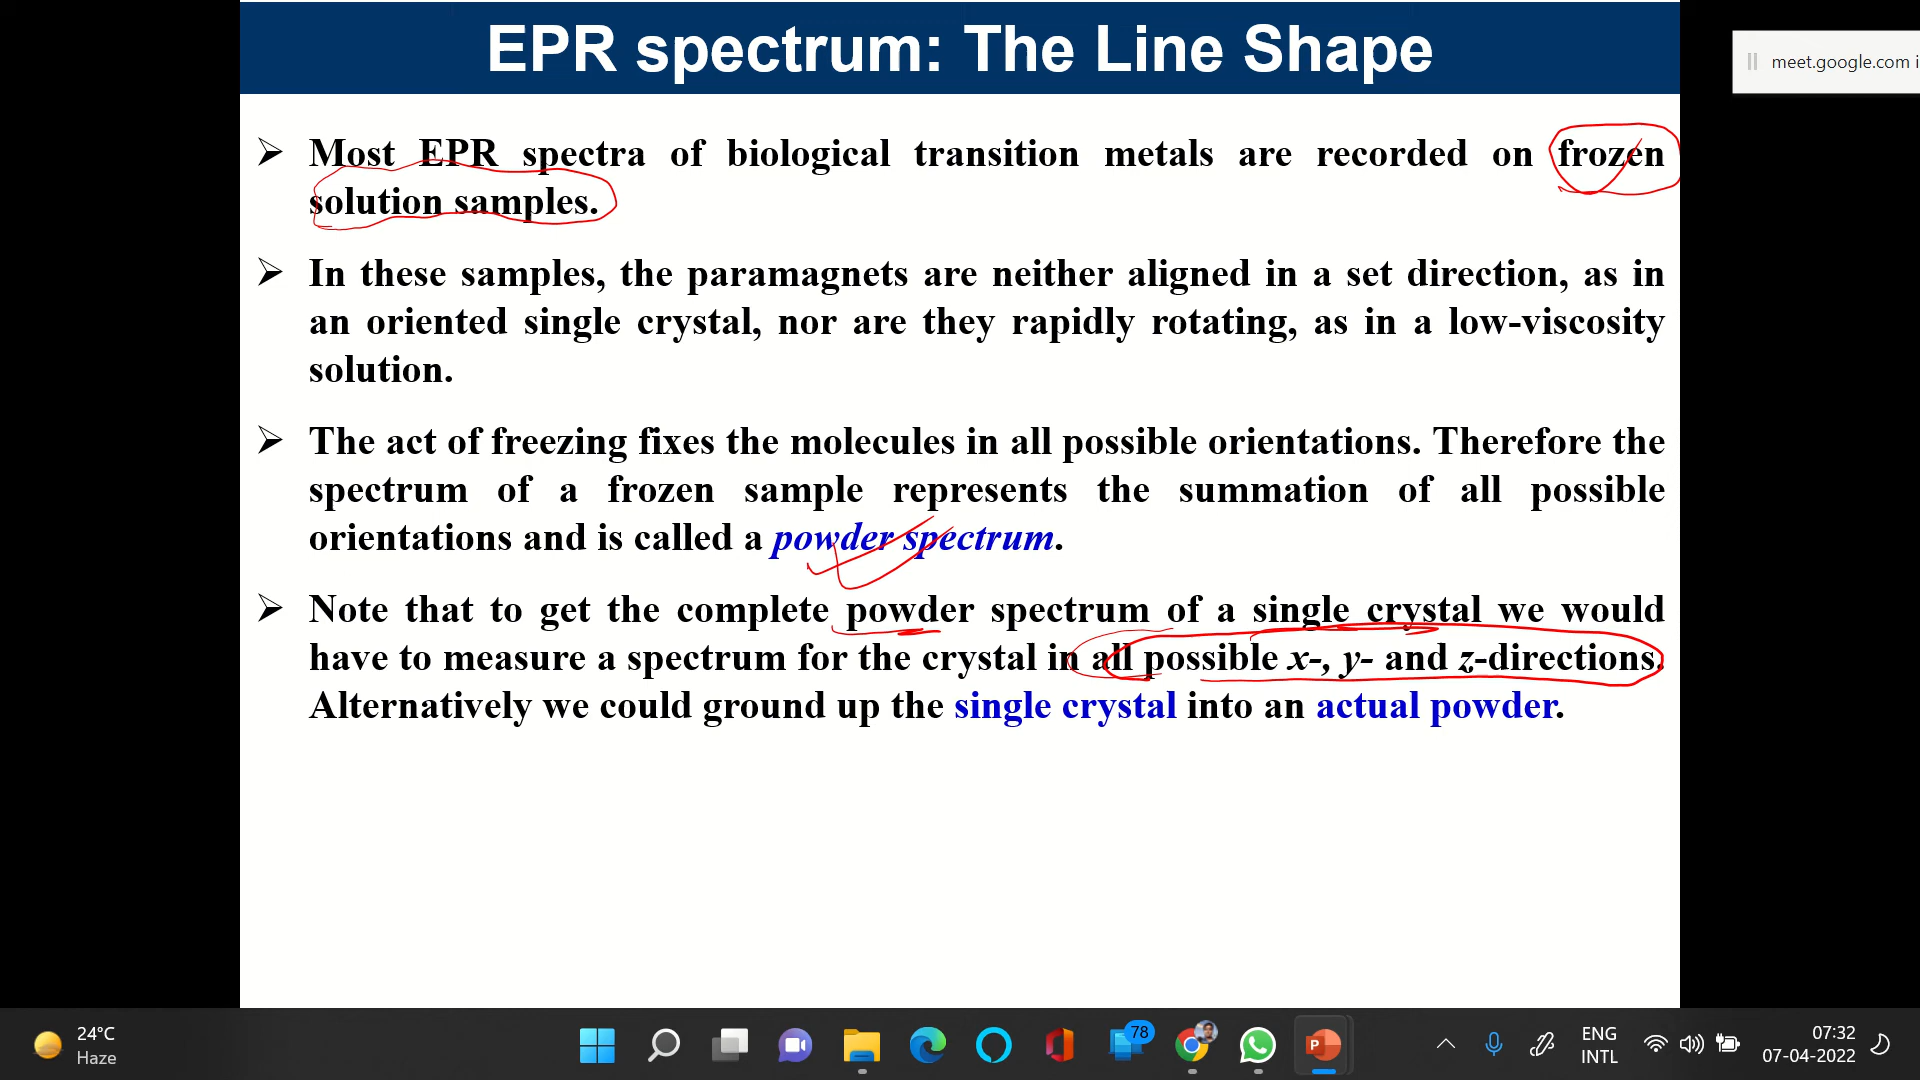 EPR spectrum: The Line Shape
meet.google.com i
➢ Most EPR spectra of biological transition metals are recorded on frozen
solution samples.
➢ In these samples, the paramagnets are neither aligned in a set direction, as in
an oriented single crystal, nor are they rapidly rotating, as in a low-viscosity
solution.
➢ The act of freezing fixes the molecules in all possible orientations. Therefore the
spectrum of a frozen sample represents the summation of all possible
orientations and is called a powder spectrum.
➢ Note that to get the complete powder spectrum of a single crystal we would
have to measure a spectrum for the crystal in all possible x-, y- and z-directions.
Alternatively we could ground up the single crystal into an actual powder.
24°C
Haze
78
P
ENG
INTL
07:32
07-04-2022